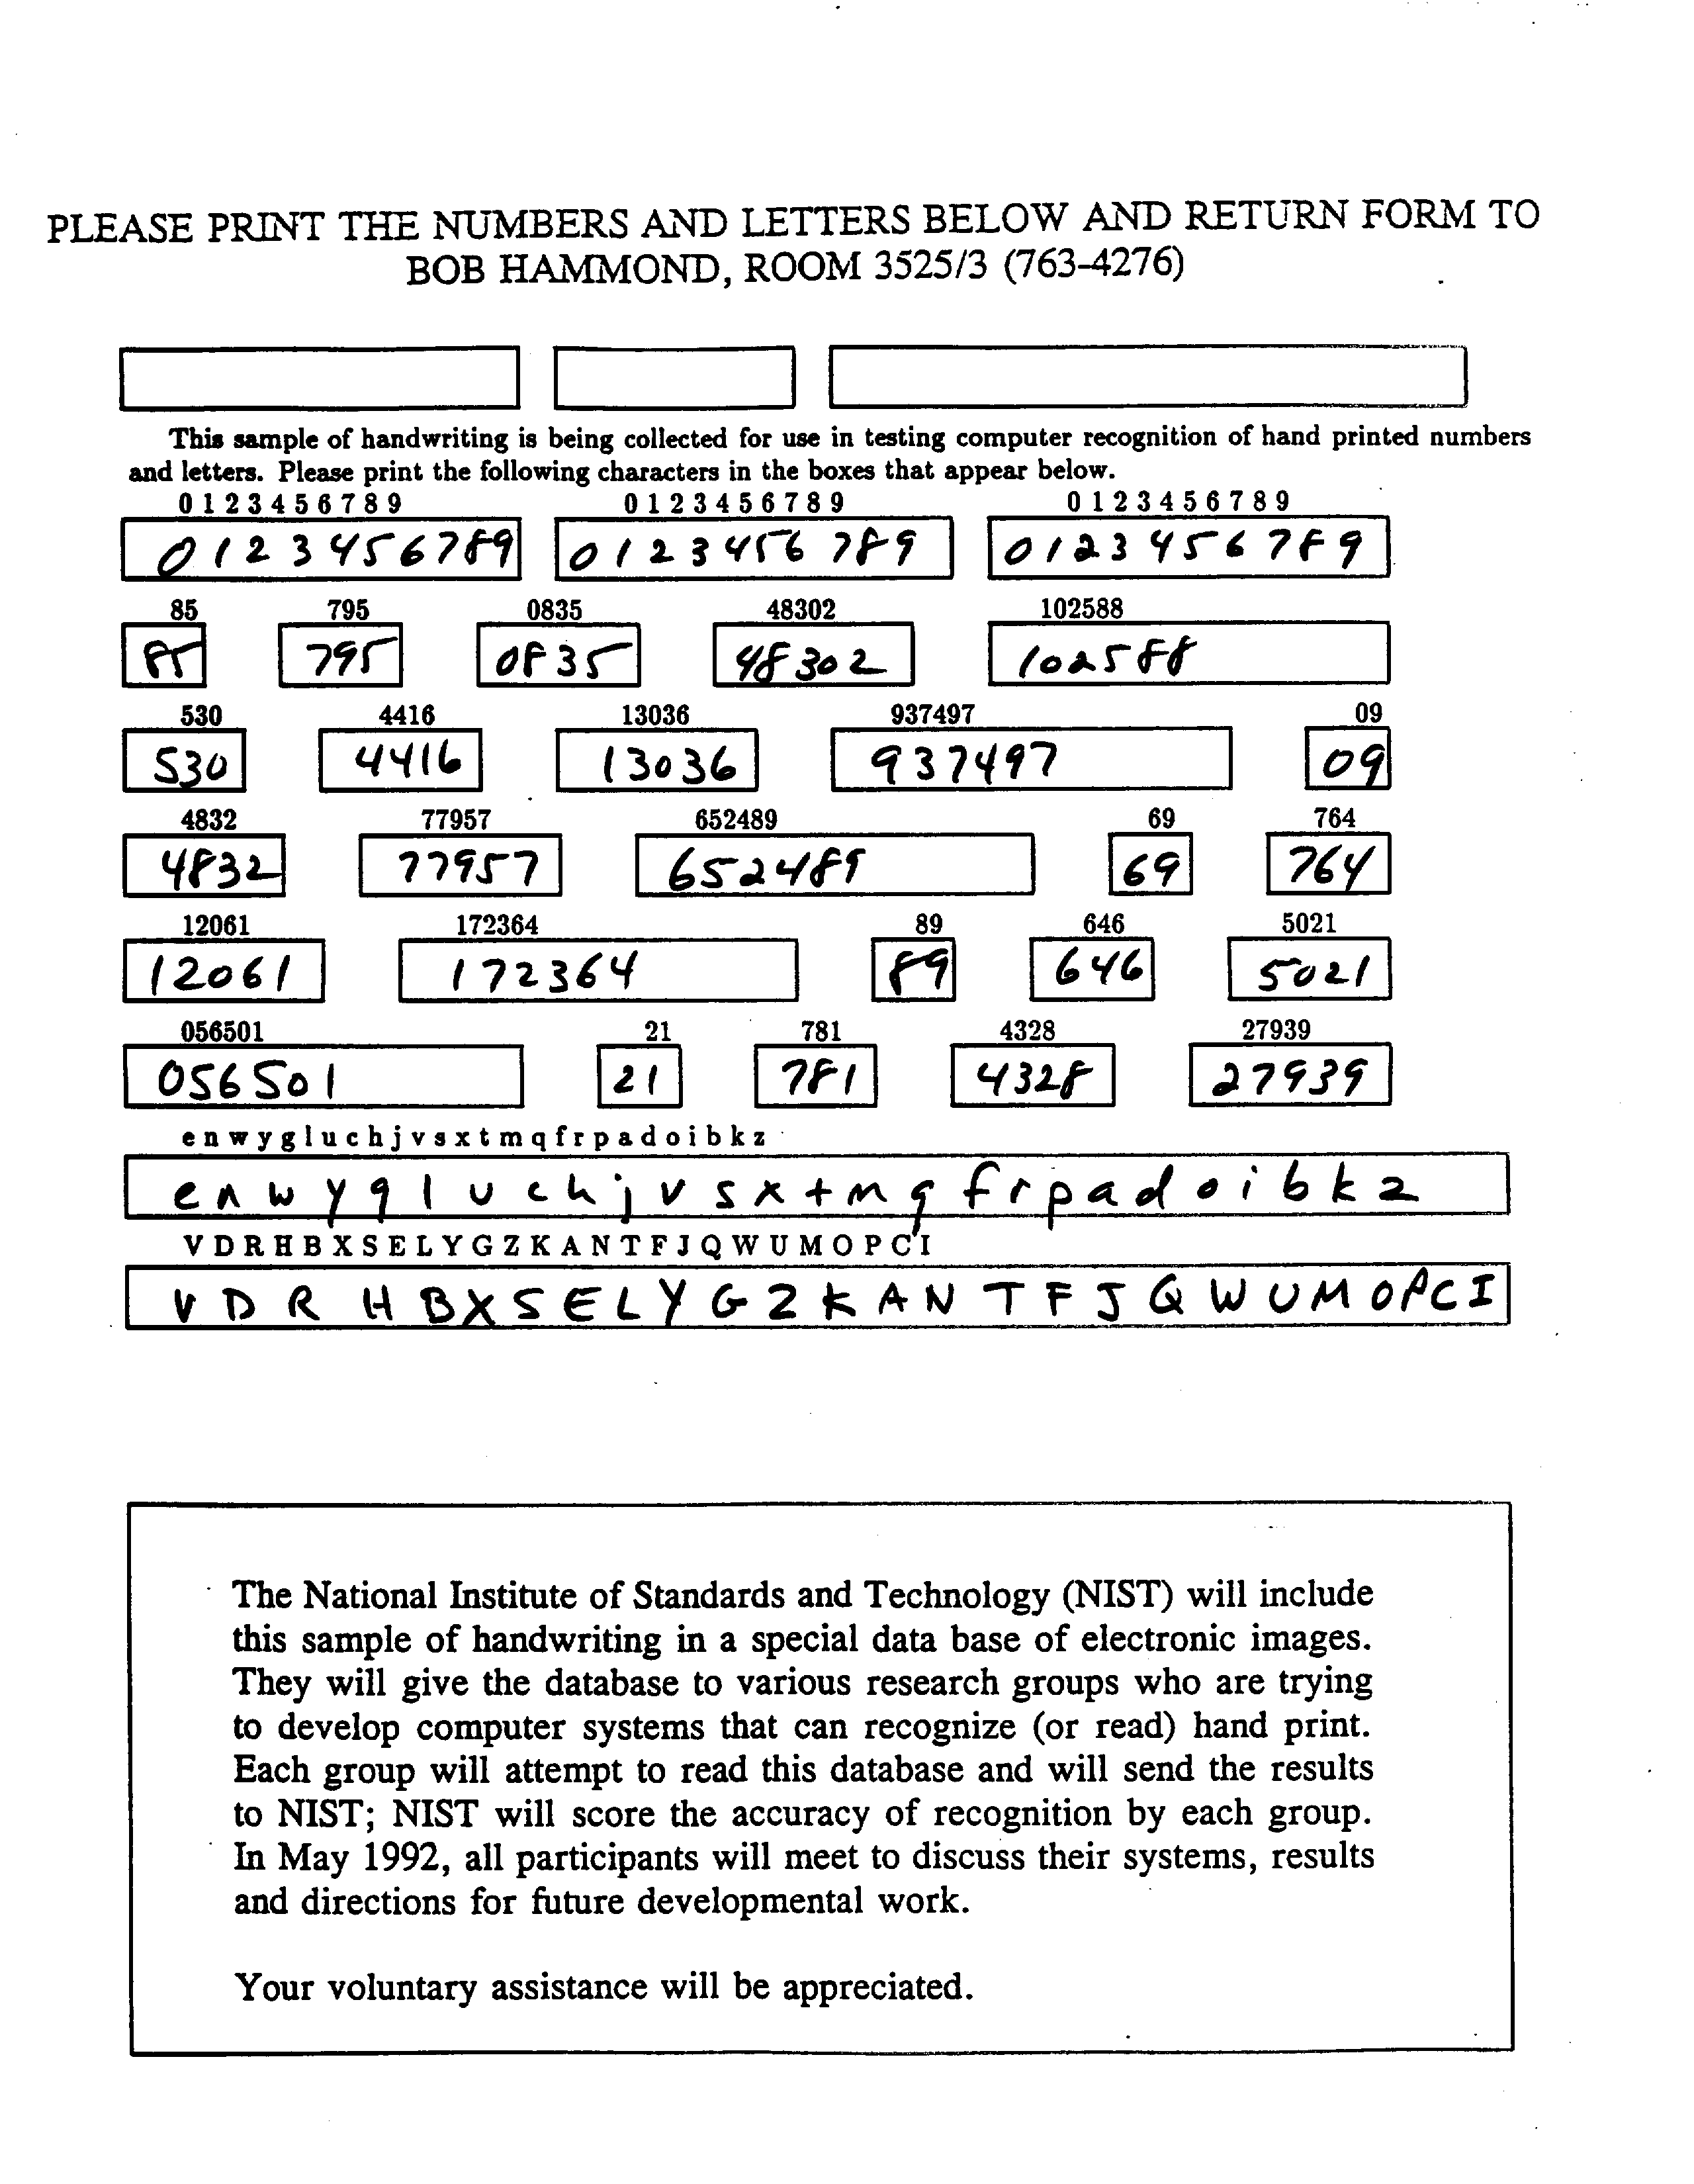 PLEASE PRINT THE NUMBERS AND LETTERS BELOW AND RETURN FORM TO
BOB HAMMOND, ROOM 3525/3 (763-4276)
This sample of handwriting is being collected for use in testing computer recognition of hand printed numbers
and letters. Please print the following characters in the boxes that appear below.
0 1 2 3 4 5 6 7 8 9 0 1 2 3 4 5 6 7 8 9 0 1 2 3 4 5 6 7 8 9
0123456789 0123456789 0123456789
85 795 0835 48302 102588
85 795 0835 48302 102588
530 4416 13036 937497 09
530 4416 13036 937497 09
4832 77957 652489 69 764
4832 77957 652489 69 764
12061 172364 89 646 5021
12061 172364 89 646 5021
056501 21 781 4328 27939
056501 21 781 4328 27939
e n w y g l u c h j v s x t m q f r p a d o i b k z
e n w y g l u c h j v s x t m q f r p a d o i b k z
V D R H B X S E L Y G Z K A N T F J Q W U M O P C I
V D R H B X S E L Y G Z K A N T F J Q W U M O P C I
The National Institute of Standards and Technology (NIST) will include
this sample of handwriting in a special data base of electronic images.
They will give the database to various research groups who are trying
to develop computer systems that can recognize (or read) hand print.
Each group will attempt to read this database and will send the results
to NIST; NIST will score the accuracy of recognition by each group.
In May 1992, all participants will meet to discuss their systems, results
and directions for future developmental work.
Your voluntary assistance will be appreciated.